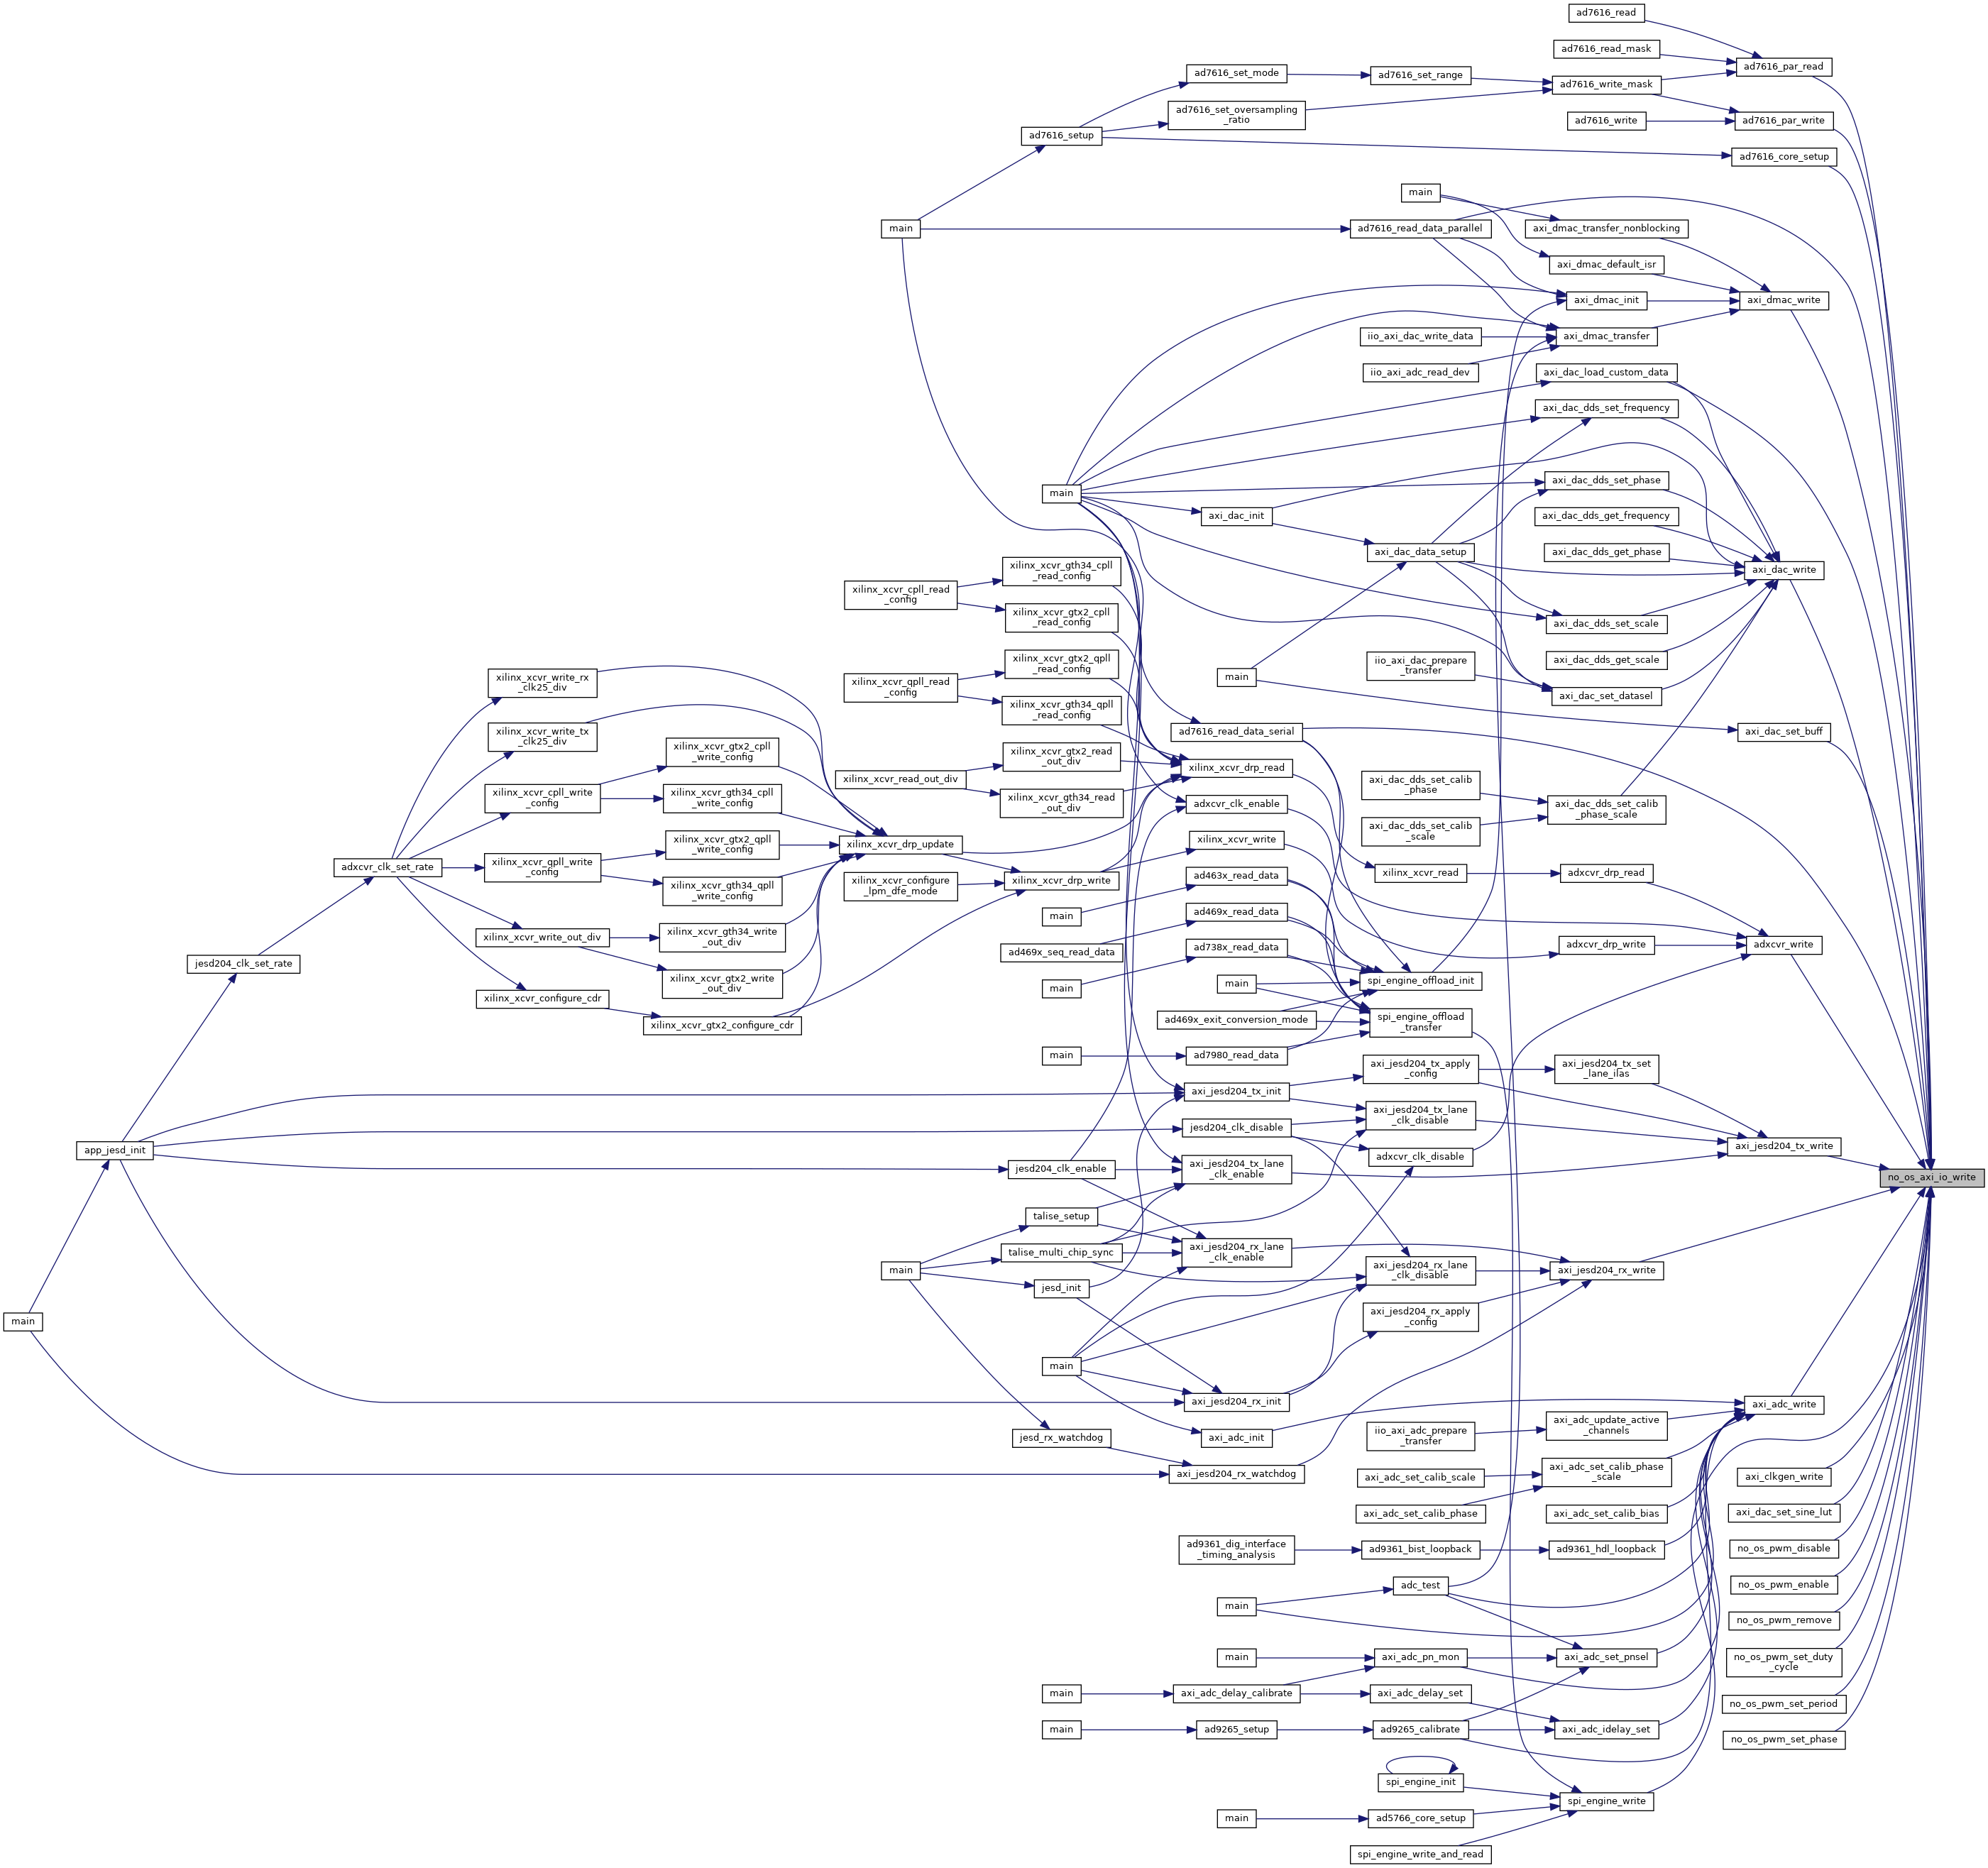 ad7616_read
ad7616_read_mask
ad7616_par_read
ad7616_set_mode
ad7616_set_range
ad7616_write_mask
ad7616_set_oversampling
_ratio
ad7616_write
ad7616_par_write
ad7616_setup
ad7616_core_setup
main
main
ad7616_read_data_parallel
axi_dmac_transfer_nonblocking
axi_dmac_default_isr
axi_dmac_init
axi_dmac_write
iio_axi_dac_write_data
axi_dmac_transfer
iio_axi_adc_read_dev
axi_dac_load_custom_data
axi_dac_dds_set_frequency
axi_dac_dds_set_phase
main
axi_dac_init
axi_dac_dds_get_frequency
axi_dac_data_setup
axi_dac_dds_get_phase
axi_dac_write
xilinx_xcvr_gth34_cpll
_read_config
xilinx_xcvr_cpll_read
_config
xilinx_xcvr_gtx2_cpll
_read_config
axi_dac_dds_set_scale
axi_dac_dds_get_scale
iio_axi_dac_prepare
_transfer
xilinx_xcvr_gtx2_qpll
_read_config
main
xilinx_xcvr_write_rx
_clk25_div
xilinx_xcvr_qpll_read
_config
axi_dac_set_datasel
xilinx_xcvr_gth34_qpll
_read_config
xilinx_xcvr_write_tx
_clk25_div
ad7616_read_data_serial
axi_dac_set_buff
xilinx_xcvr_gtx2_cpll
_write_config
xilinx_xcvr_gtx2_read
_out_div
xilinx_xcvr_read_out_div
xilinx_xcvr_drp_read
axi_dac_dds_set_calib
_phase
xilinx_xcvr_cpll_write
_config
xilinx_xcvr_gth34_cpll
_write_config
xilinx_xcvr_gth34_read
_out_div
adxcvr_clk_enable
axi_dac_dds_set_calib
_phase_scale
axi_dac_dds_set_calib
_scale
xilinx_xcvr_gtx2_qpll
_write_config
xilinx_xcvr_drp_update
xilinx_xcvr_write
adxcvr_clk_set_rate
xilinx_xcvr_qpll_write
_config
xilinx_xcvr_gth34_qpll
_write_config
xilinx_xcvr_configure
_lpm_dfe_mode
xilinx_xcvr_drp_write
ad463x_read_data
xilinx_xcvr_read
adxcvr_drp_read
main
ad469x_read_data
xilinx_xcvr_write_out_div
xilinx_xcvr_gth34_write
_out_div
ad469x_seq_read_data
ad738x_read_data
adxcvr_drp_write
adxcvr_write
jesd204_clk_set_rate
xilinx_xcvr_gtx2_write
_out_div
main
main
spi_engine_offload_init
xilinx_xcvr_configure_cdr
xilinx_xcvr_gtx2_configure_cdr
ad469x_exit_conversion_mode
spi_engine_offload
_transfer
main
ad7980_read_data
axi_jesd204_tx_apply
_config
axi_jesd204_tx_set
_lane_ilas
axi_jesd204_tx_init
axi_jesd204_tx_lane
_clk_disable
jesd204_clk_disable
app_jesd_init
axi_jesd204_tx_write
adxcvr_clk_disable
jesd204_clk_enable
axi_jesd204_tx_lane
_clk_enable
no_os_axi_io_write
talise_setup
talise_multi_chip_sync
axi_jesd204_rx_lane
_clk_enable
main
axi_jesd204_rx_lane
_clk_disable
axi_jesd204_rx_write
jesd_init
main
axi_jesd204_rx_apply
_config
main
axi_jesd204_rx_init
axi_adc_write
jesd_rx_watchdog
axi_adc_init
iio_axi_adc_prepare
_transfer
axi_adc_update_active
_channels
axi_jesd204_rx_watchdog
axi_adc_set_calib_scale
axi_adc_set_calib_phase
_scale
axi_clkgen_write
axi_adc_set_calib_phase
axi_adc_set_calib_bias
axi_dac_set_sine_lut
ad9361_dig_interface
_timing_analysis
ad9361_bist_loopback
ad9361_hdl_loopback
no_os_pwm_disable
adc_test
no_os_pwm_enable
main
no_os_pwm_remove
main
axi_adc_pn_mon
axi_adc_set_pnsel
no_os_pwm_set_duty
_cycle
main
axi_adc_delay_calibrate
axi_adc_delay_set
no_os_pwm_set_period
main
ad9265_setup
ad9265_calibrate
axi_adc_idelay_set
no_os_pwm_set_phase
spi_engine_init
spi_engine_write
main
ad5766_core_setup
spi_engine_write_and_read